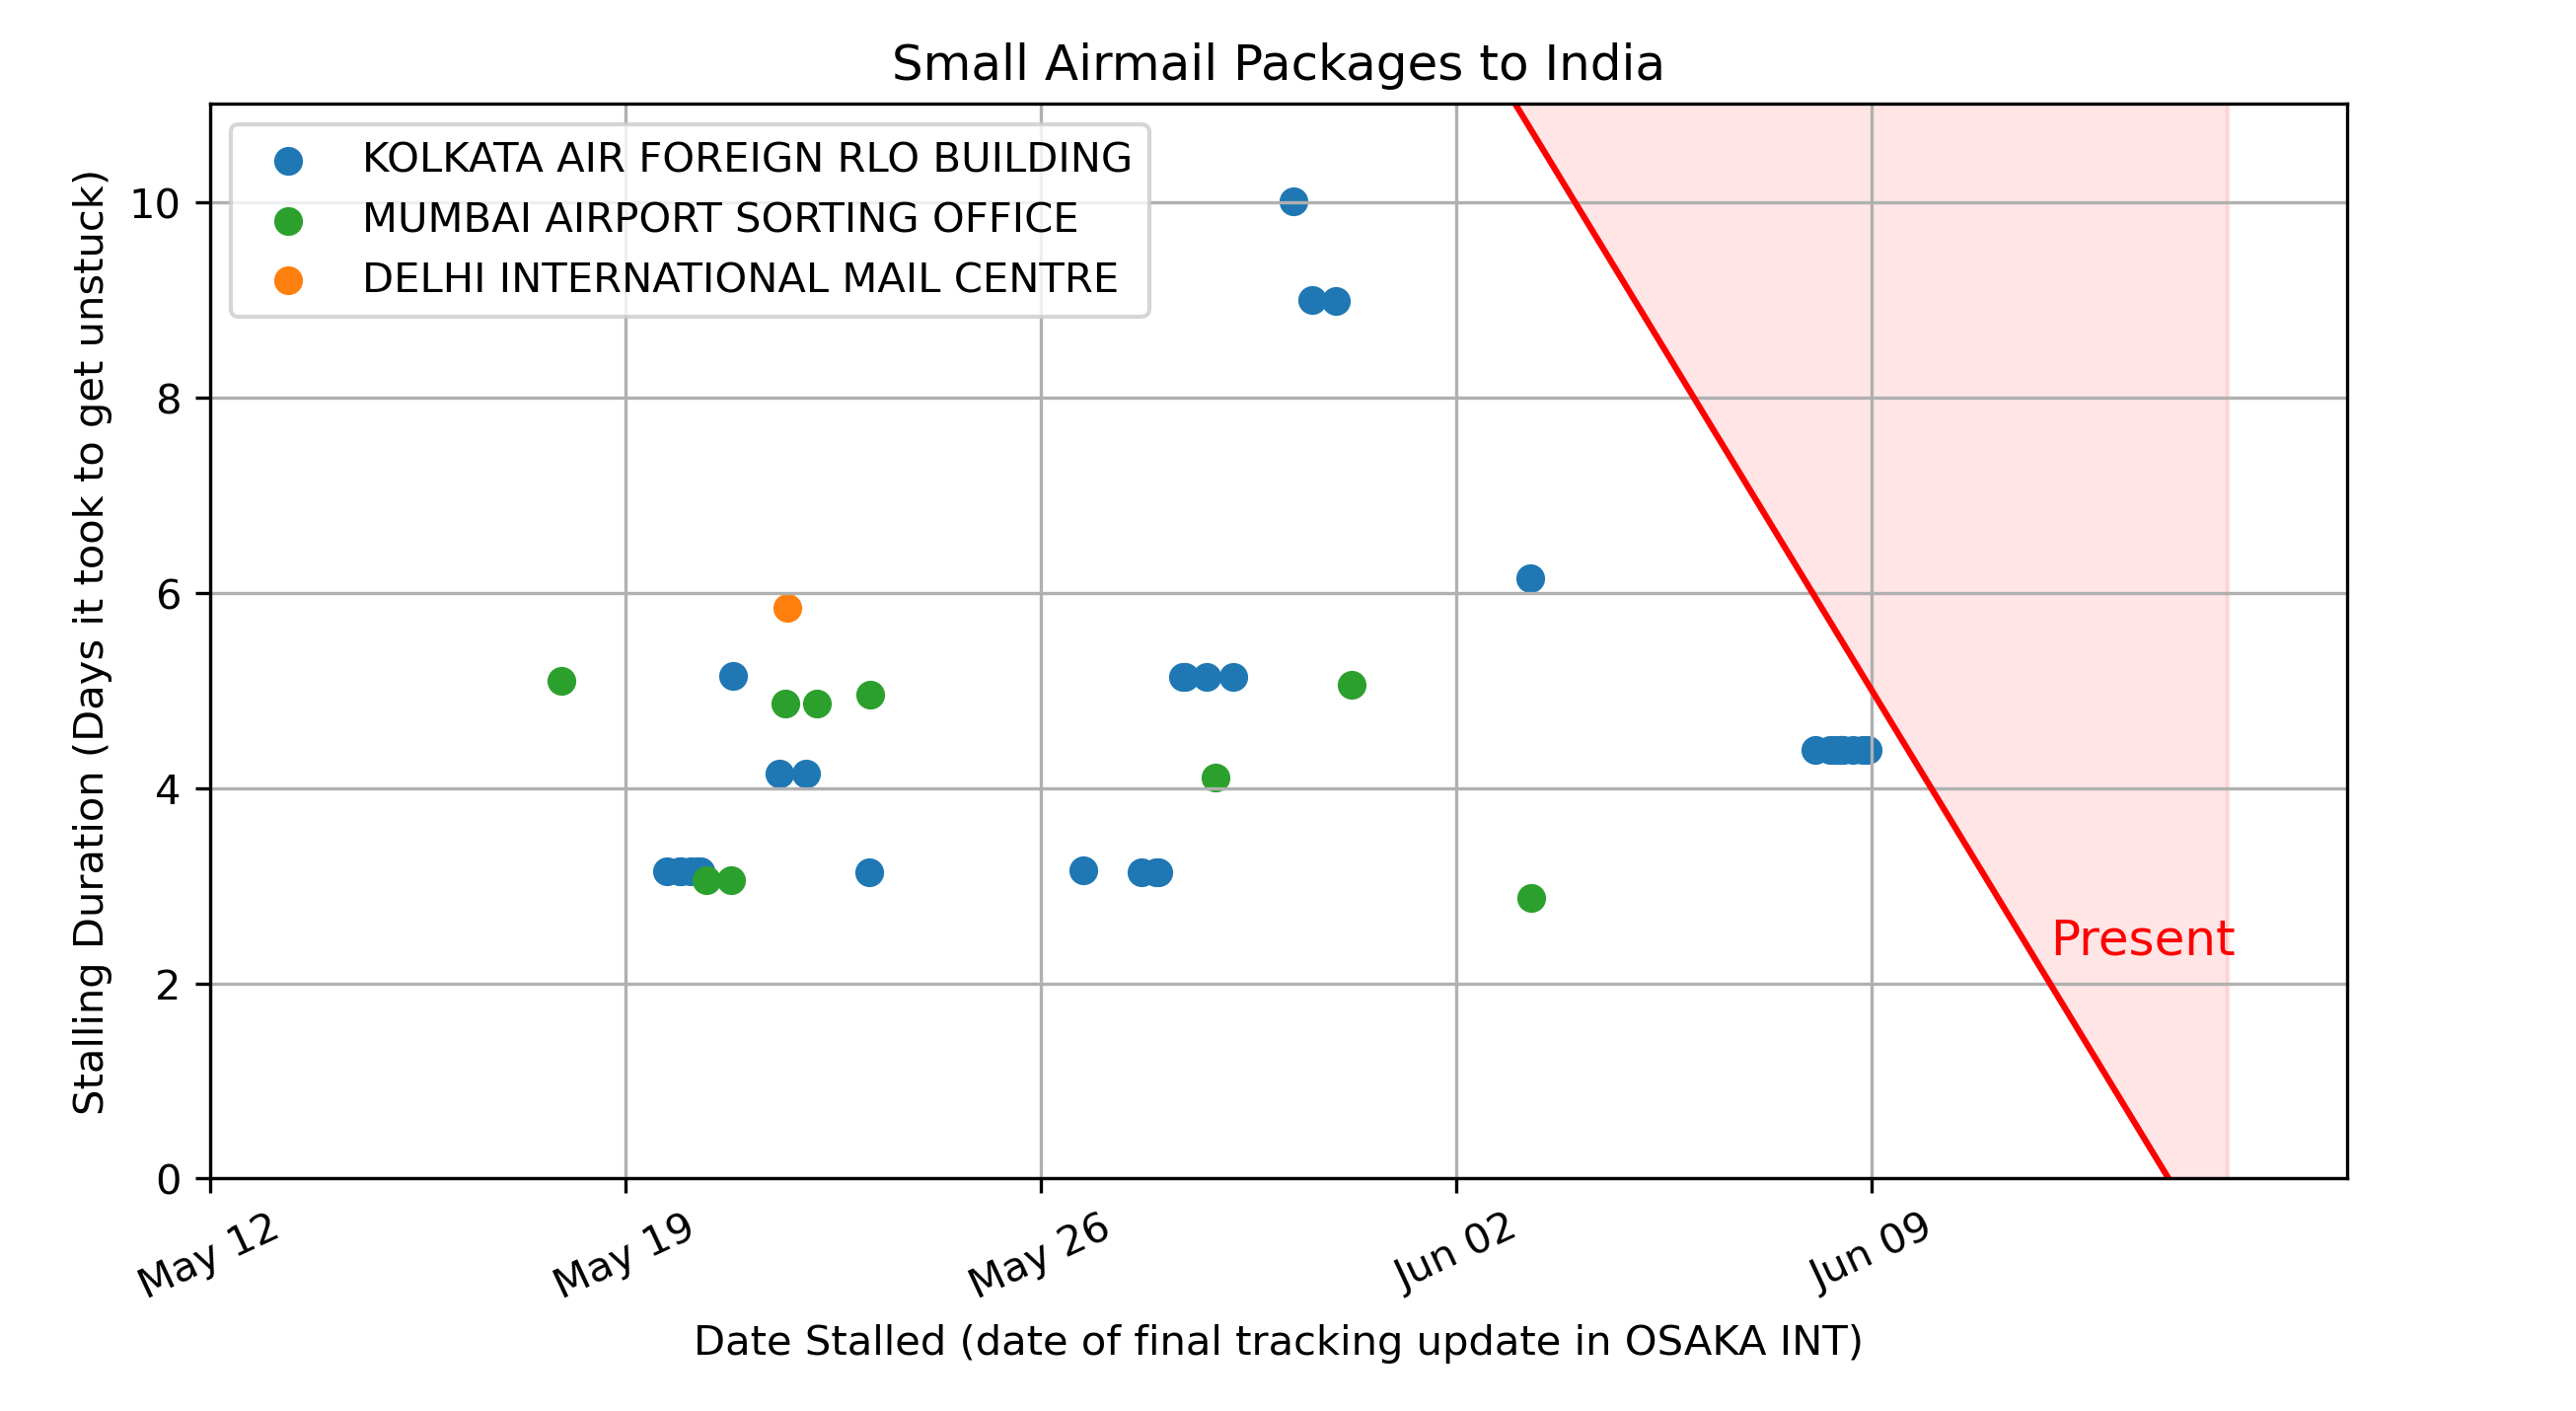 Small Airmail Packages to India
KOLKATA AIR FOREIGN RLO BUILDING
MUMBAI AIRPORT SORTING OFFICE
DELHI INTERNATIONAL MAIL CENTRE
Stalling Duration (Days it took to get unstuck)
10
8
6
4
2
0
Present
May 12
May 19
May 26
Jun 02
Jun 09
Date Stalled (date of final tracking update in OSAKA INT)